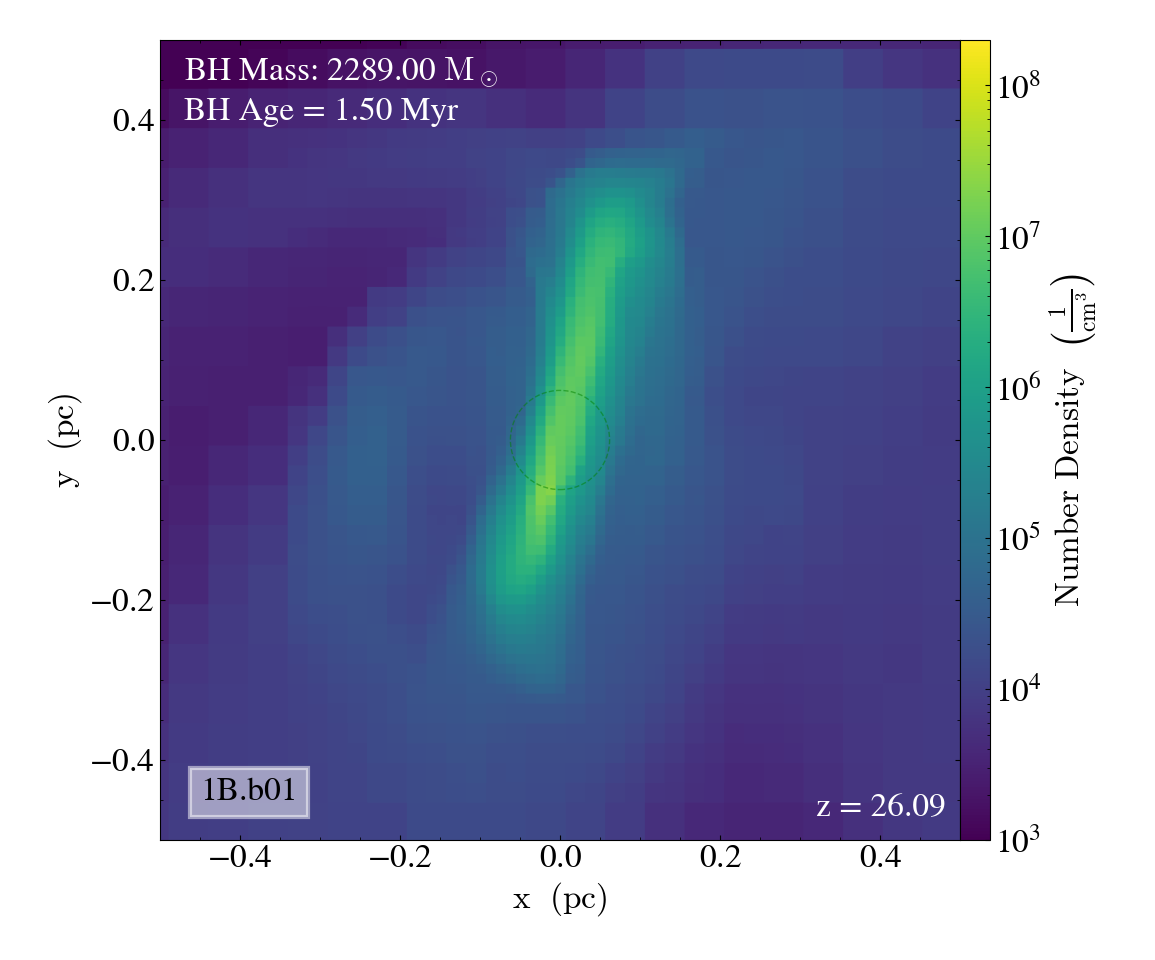 BH Mass: 2289.00 M⊙
BH Age = 1.50 Myr
1B.b01
z = 26.09
0.4
0.2
0.0
−0.2
−0.4
y (pc)
−0.4 −0.2 0.0 0.2 0.4
x (pc)
10⁸
10⁷
10⁶
10⁵
10⁴
10³
Number Density (1/cm³)